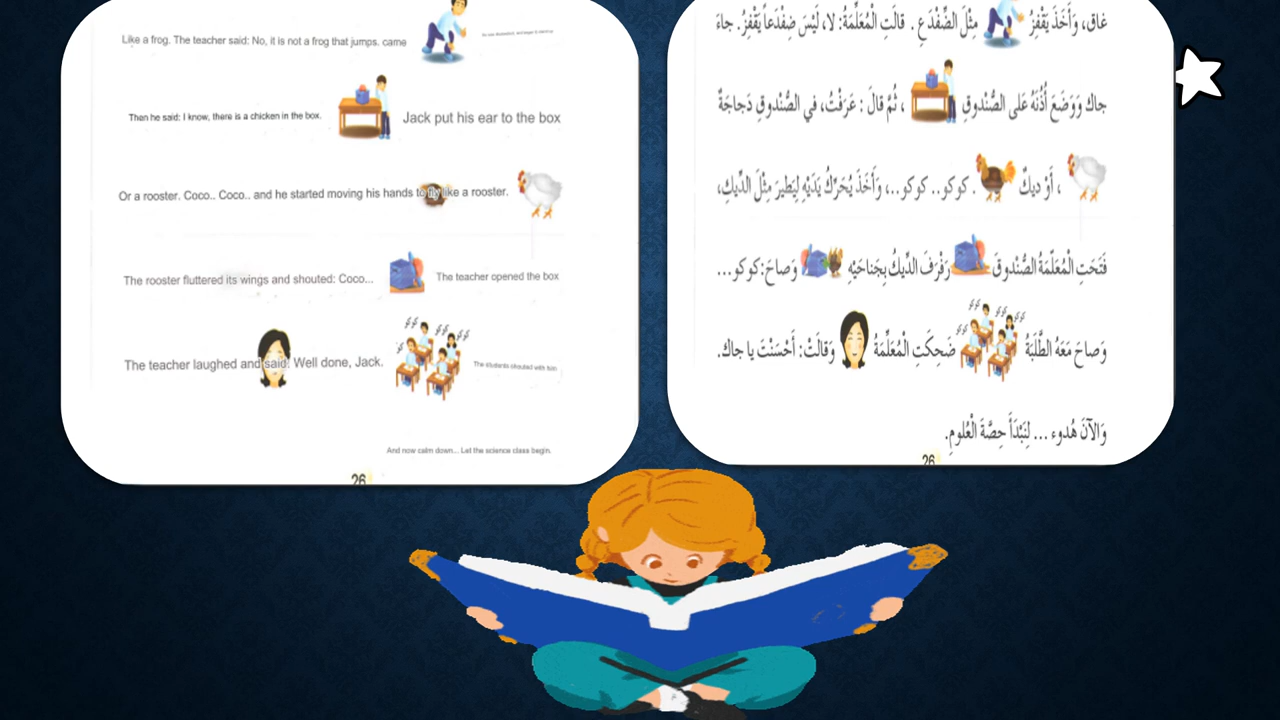 Like a frog. The teacher said: No, it is not a frog that jumps. came
Then he said: I know, there is a chicken in the box. Jack put his ear to the box
Or a rooster. Coco.. Coco.. and he started moving his hands to fly like a rooster.
The rooster fluttered its wings and shouted: Coco... The teacher opened the box
The teacher laughed and said: Well done, Jack. The students shouted with him
And now calm down... Let the science class begin.
26
غاق، وَأَخَذَ يَقْفِزُ مِثْلَ الضِّفْدَعِ . قالَتِ الْمُعَلِّمَةُ: لا، لَيْسَ ضِفْدَعاً يَقْفِزُ. جاءَ
جاك وَوَضَعَ أُذُنَهُ عَلى الصُّنْدوقِ ، ثُمَّ قالَ : عَرَفْتُ، في الصُّنْدوقِ دَجاجَةٌ
، أَوْ ديكٌ . كوكو.. كوكو...، وَأَخَذَ يُحَرِّكُ يَدَيْهِ لِيَطيرَ مِثْلَ الدِّيكِ،
فَتَحَتِ الْمُعَلِّمَةُ الصُّنْدوقَ رَفْرَفَ الدِّيكُ بِجَناحَيْهِ وَصاحَ: كوكو...
وَصاحَ مَعَهُ الطَّلَبَةُ ضَحِكَتِ الْمُعَلِّمَةُ وَقالَتْ: أَحْسَنْتَ يا جاك.
وَالآنَ هُدوء ... لِنَبْدَأَ حِصَّةَ الْعُلومِ.
26